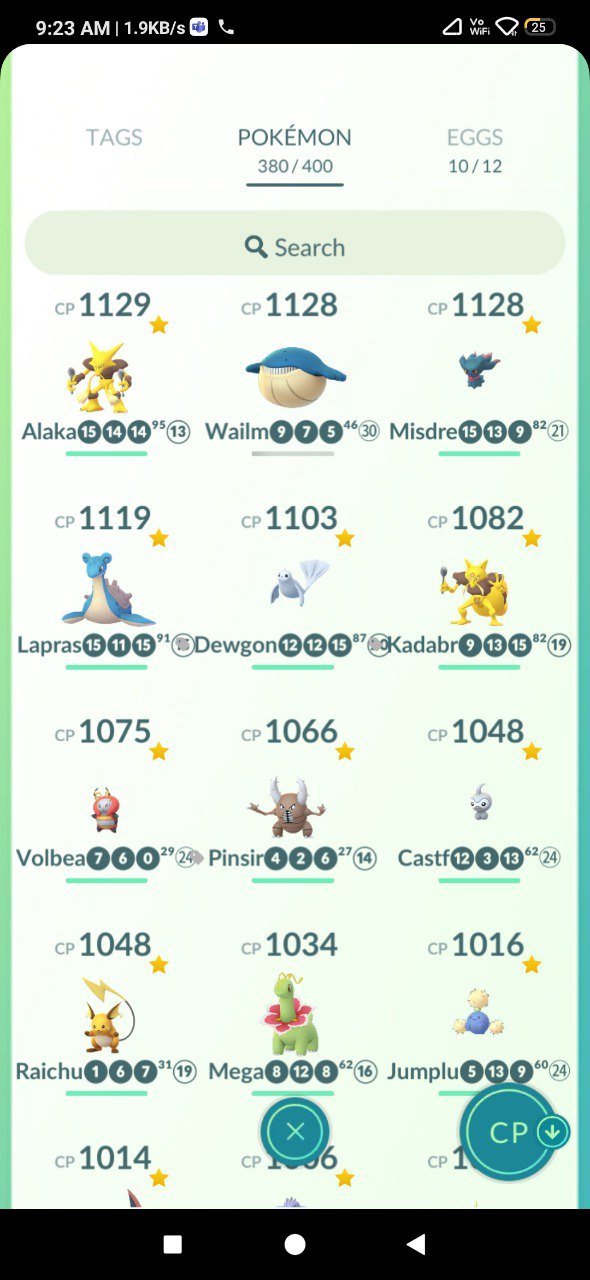 9:23 AM | 1.9KB/s
Vo WiFi 25
TAGS POKÉMON EGGS
380 / 400 10 / 12
Search
CP 1129 CP 1128 CP 1128
Alaka 15 14 14 95 13 Wailm 9 7 5 46 30 Misdre 15 13 9 82 21
CP 1119 CP 1103 CP 1082
Lapras 15 11 15 91 Dewgon 12 12 15 87 Kadabr 9 13 15 82 19
CP 1075 CP 1066 CP 1048
Volbea 7 6 0 29 24 Pinsir 4 2 6 27 14 Castf 12 3 13 62 24
CP 1048 CP 1034 CP 1016
Raichu 1 6 7 31 19 Mega 8 12 8 62 16 Jumplu 5 13 9 60 24
CP
CP 1014 CP CP